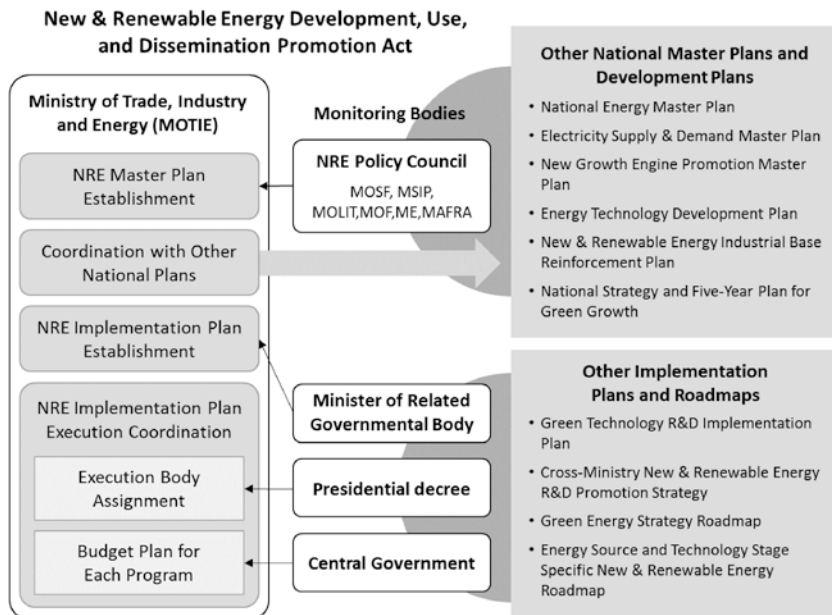 New & Renewable Energy Development, Use,
and Dissemination Promotion Act
Ministry of Trade, Industry
and Energy (MOTIE)
NRE Master Plan
Establishment
Coordination with Other
National Plans
NRE Implementation Plan
Establishment
NRE Implementation Plan
Execution Coordination
Execution Body
Assignment
Budget Plan for
Each Program
Monitoring Bodies
NRE Policy Council
MOSF, MSIP,
MOLIT,MOF,ME,MAFRA
Minister of Related
Governmental Body
Presidential decree
Central Government
Other National Master Plans and
Development Plans
• National Energy Master Plan
• Electricity Supply & Demand Master Plan
• New Growth Engine Promotion Master
Plan
• Energy Technology Development Plan
• New & Renewable Energy Industrial Base
Reinforcement Plan
• National Strategy and Five-Year Plan for
Green Growth
Other Implementation
Plans and Roadmaps
• Green Technology R&D Implementation
Plan
• Cross-Ministry New & Renewable Energy
R&D Promotion Strategy
• Green Energy Strategy Roadmap
• Energy Source and Technology Stage
Specific New & Renewable Energy
Roadmap